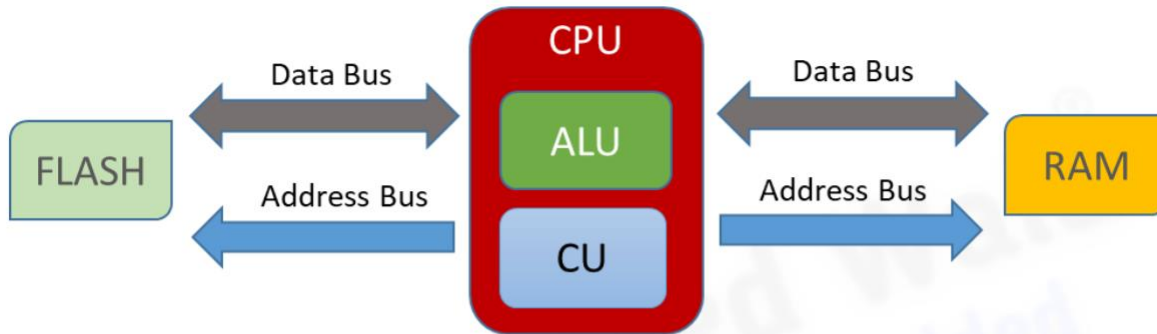 CPU
Data Bus
Data Bus
FLASH
ALU
RAM
Address Bus
Address Bus
CU